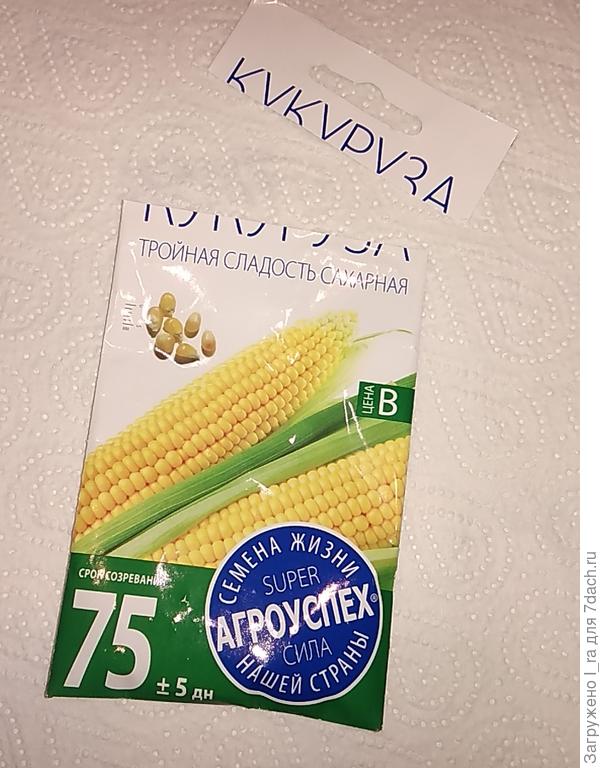 КУКУРУЗА
КУКУРУЗА
ТРОЙНАЯ СЛАДОСТЬ САХАРНАЯ
ЦЕНА B
СРОК СОЗРЕВАНИ
75
± 5 дн
СЕМЕНА ЖИЗНИ
SUPER
АГРОУСПЕХ®
СИЛА
НАШЕЙ СТРАНЫ
Загружено l_ra для 7dach.ru